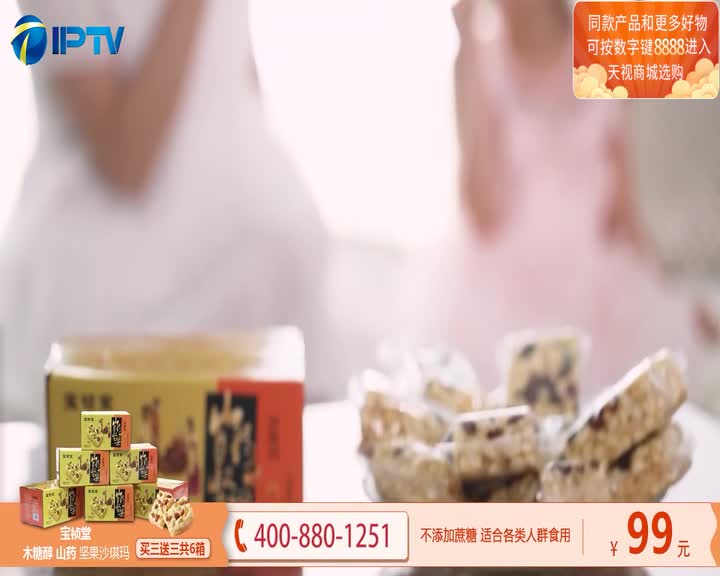 IPTV
同款产品和更多好物
可按数字键8888进入
天视商城选购
宝祯堂
木糖醇 山药 坚果沙琪玛
买三送三共6箱
400-880-1251
不添加蔗糖 适合各类人群食用
¥ 99 元